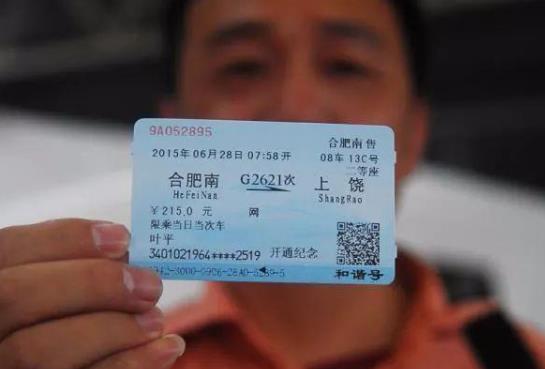 9A052895
合肥南 售
2015年06月28日 07:58开 08车 13C号
二等座
合肥南 G2621次 上饶
HeFeiNan ShangRao
￥215.0元 网
限乘当日当次车
叶平
3401021964****2519 开通纪念
和谐号